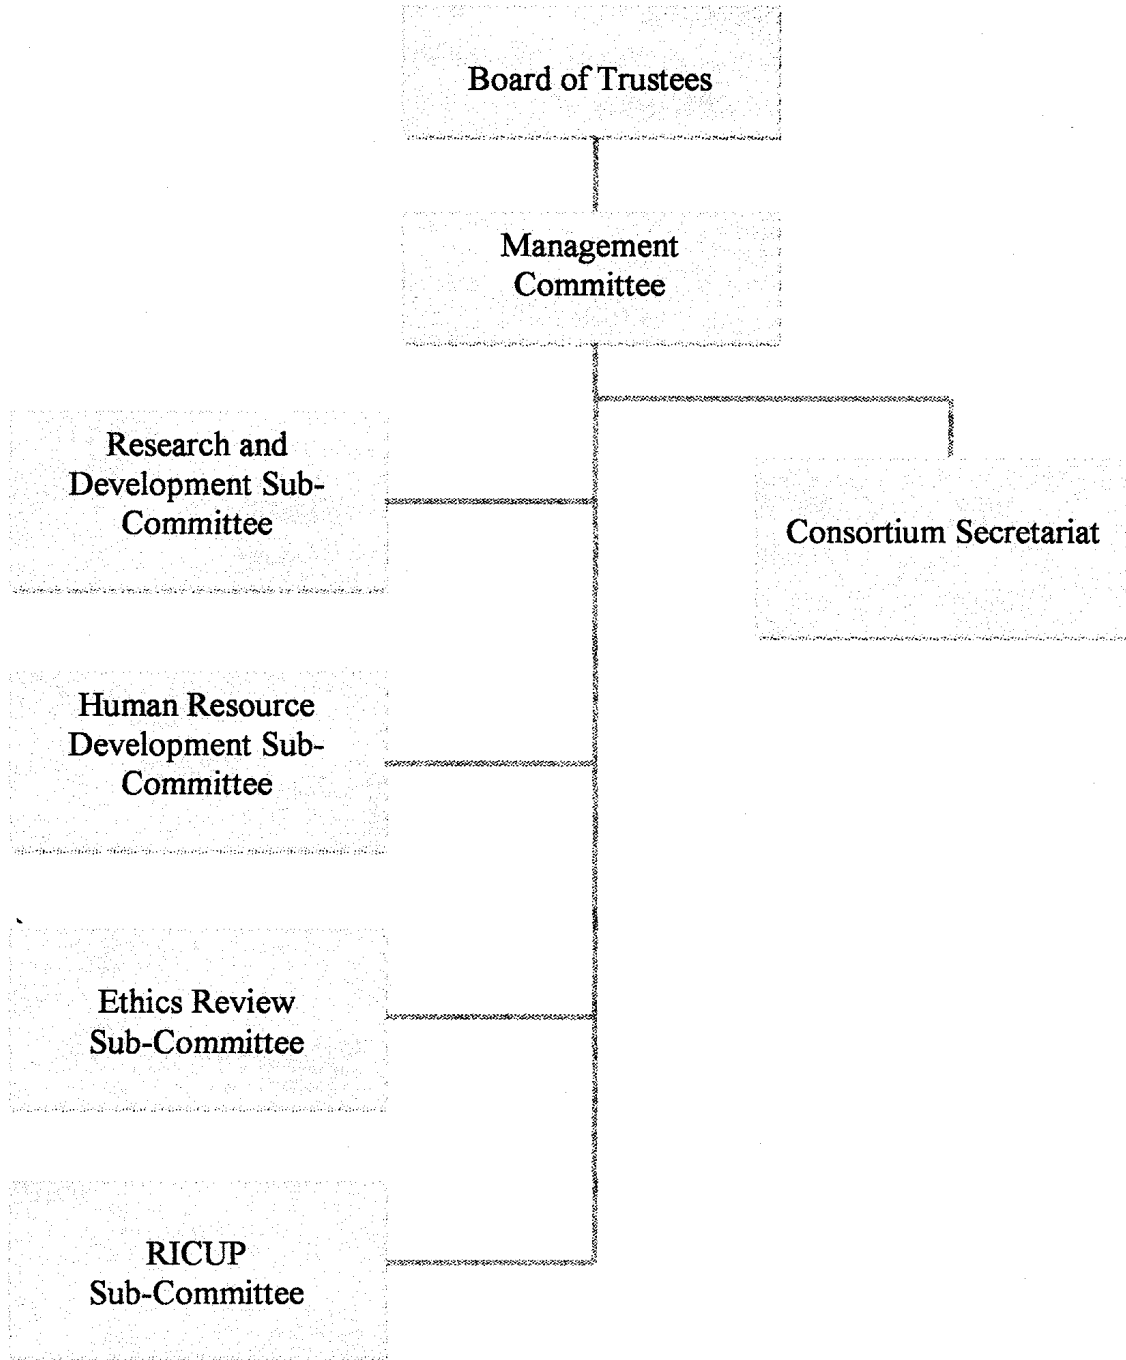 Board of Trustees
Management
Committee
Research and
Development Sub-
Committee
Consortium Secretariat
Human Resource
Development Sub-
Committee
Ethics Review
Sub-Committee
RICUP
Sub-Committee